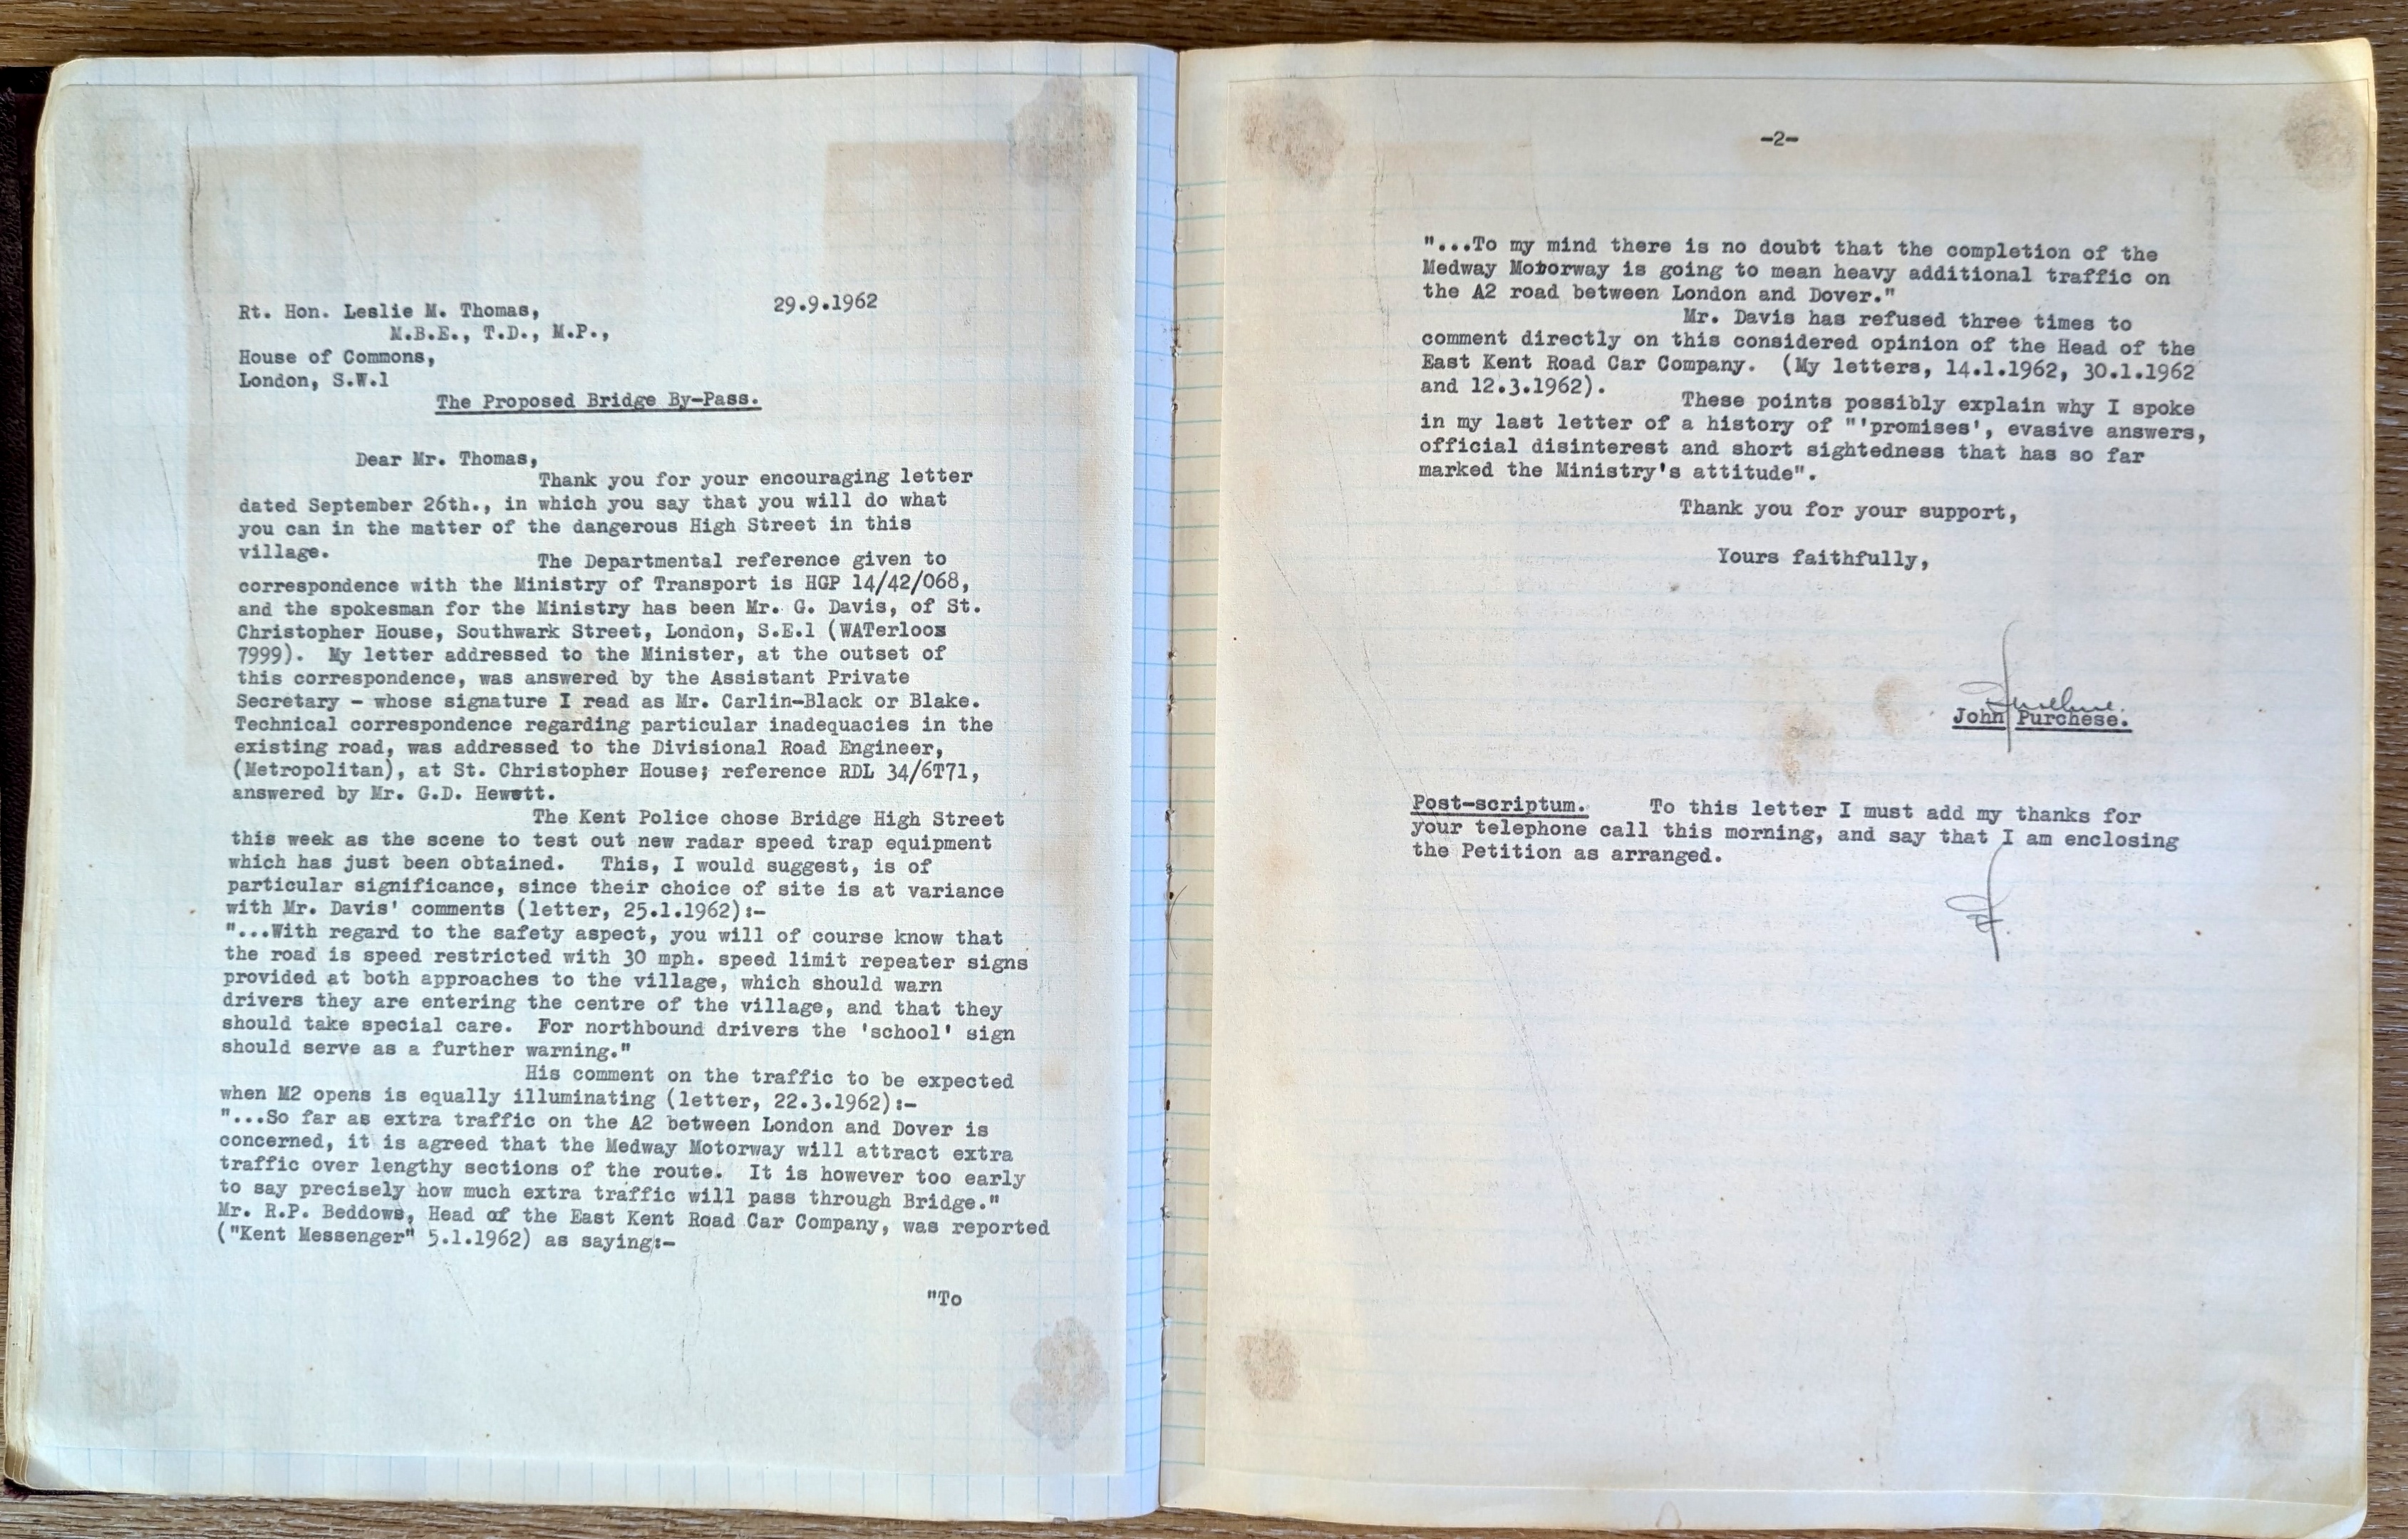 Rt. Hon. Leslie M. Thomas,
29.9.1962
M.B.E., T.D., M.P.,
House of Commons,
London, S.W.1
The Proposed Bridge By-Pass.
Dear Mr. Thomas,
Thank you for your encouraging letter
dated September 26th., in which you say that you will do what
you can in the matter of the dangerous High Street in this
village.
The Departmental reference given to
correspondence with the Ministry of Transport is HGP 14/42/068,
and the spokesman for the Ministry has been Mr. G. Davis, of St.
Christopher House, Southwark Street, London, S.E.1 (WATerloos
7999). My letter addressed to the Minister, at the outset of
this correspondence, was answered by the Assistant Private
Secretary - whose signature I read as Mr. Carlin-Black or Blake.
Technical correspondence regarding particular inadequacies in the
existing road, was addressed to the Divisional Road Engineer,
(Metropolitan), at St. Christopher House; reference RDL 34/6T71,
answered by Mr. G.D. Hewett.
The Kent Police chose Bridge High Street
this week as the scene to test out new radar speed trap equipment
which has just been obtained. This, I would suggest, is of
particular significance, since their choice of site is at variance
with Mr. Davis' comments (letter, 25.1.1962):-
"...With regard to the safety aspect, you will of course know that
the road is speed restricted with 30 mph. speed limit repeater signs
provided at both approaches to the village, which should warn
drivers they are entering the centre of the village, and that they
should take special care. For northbound drivers the 'school' sign
should serve as a further warning."
His comment on the traffic to be expected
when M2 opens is equally illuminating (letter, 22.3.1962):-
"...So far as extra traffic on the A2 between London and Dover is
concerned, it is agreed that the Medway Motorway will attract extra
traffic over lengthy sections of the route. It is however too early
to say precisely how much extra traffic will pass through Bridge."
Mr. R.P. Beddows, Head of the East Kent Road Car Company, was reported
("Kent Messenger" 5.1.1962) as saying:-
"To
-2-
"...To my mind there is no doubt that the completion of the
Medway Motorway is going to mean heavy additional traffic on
the A2 road between London and Dover."
Mr. Davis has refused three times to
comment directly on this considered opinion of the Head of the
East Kent Road Car Company. (My letters, 14.1.1962, 30.1.1962
and 12.3.1962).
These points possibly explain why I spoke
in my last letter of a history of "'promises', evasive answers,
official disinterest and short sightedness that has so far
marked the Ministry's attitude".
Thank you for your support,
Yours faithfully,
John Purchese.
Post-scriptum. To this letter I must add my thanks for
your telephone call this morning, and say that I am enclosing
the Petition as arranged.